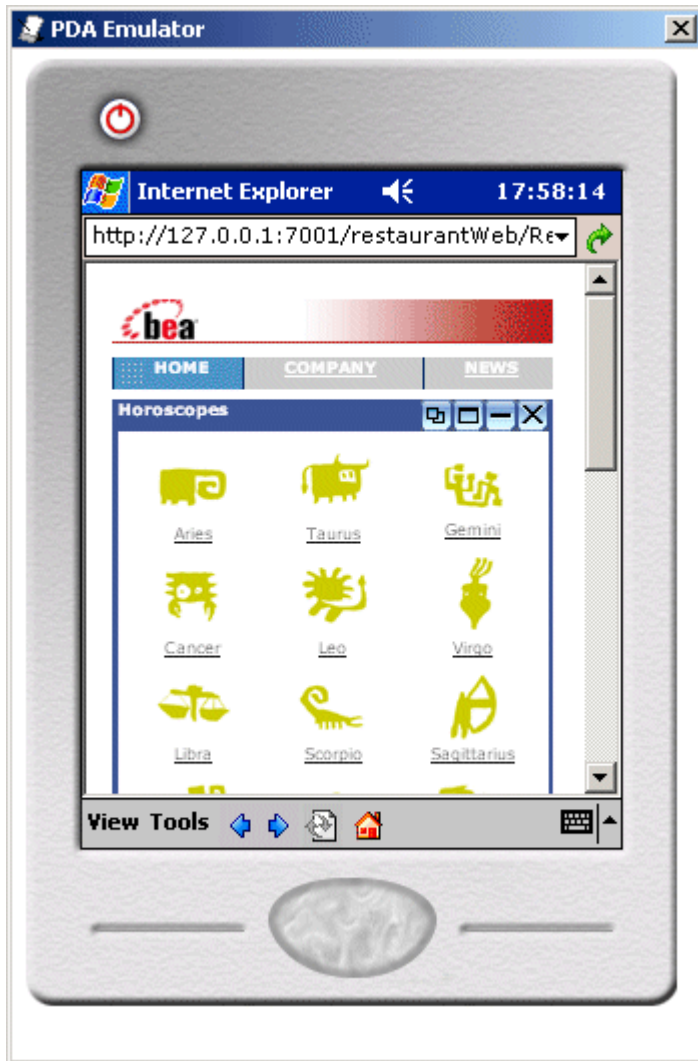 PDA Emulator
Internet Explorer 17:58:14
http://127.0.0.1:7001/restaurantWeb/Re
bea
HOME COMPANY NEWS
Horoscopes
Aries Taurus Gemini
Cancer Leo Virgo
Libra Scorpio Sagittarius
View Tools